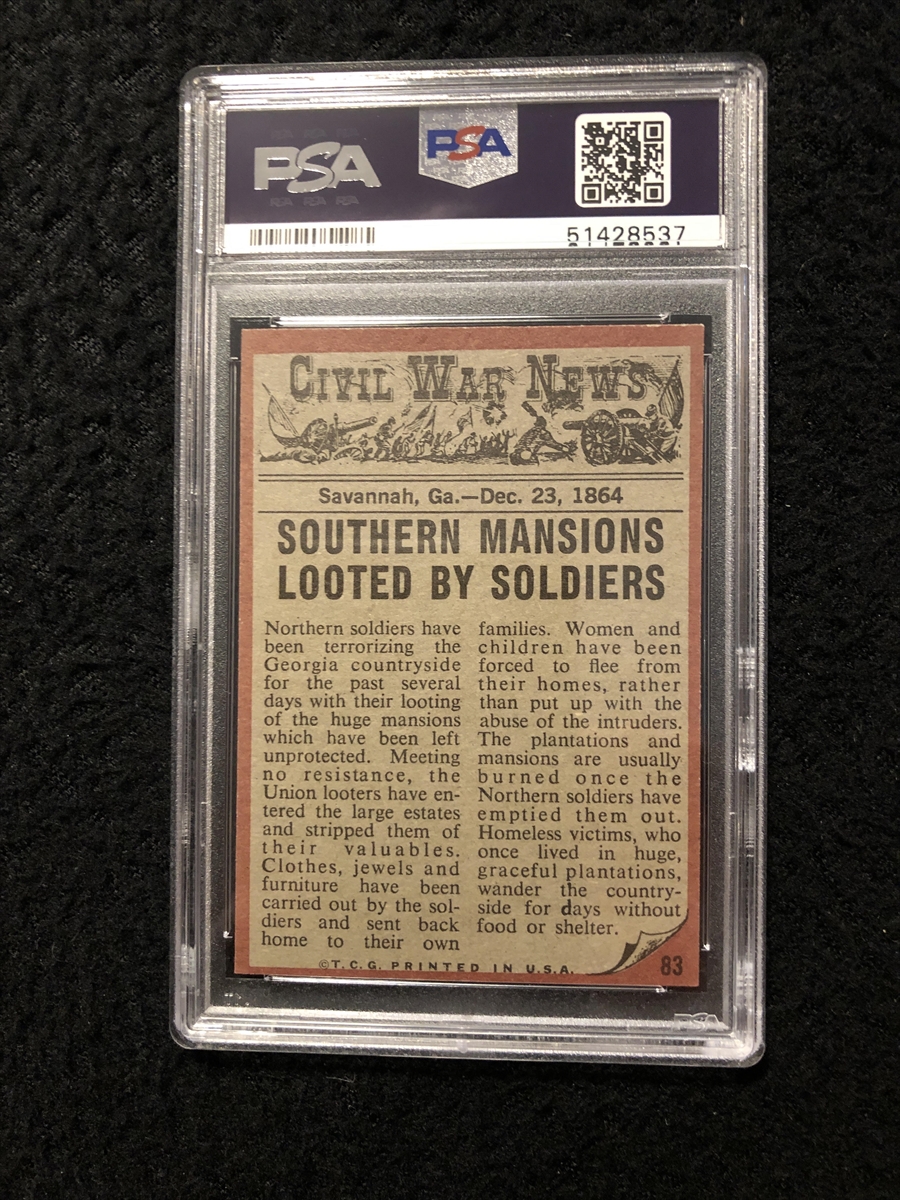 PSA PSA PSA
PSA
PSA PSA PSA
PSA
51428537
CIVIL WAR NEWS
Savannah, Ga.—Dec. 23, 1864
SOUTHERN MANSIONS
LOOTED BY SOLDIERS
Northern soldiers have
been terrorizing the
Georgia countryside
for the past several
days with their looting
of the huge mansions
which have been left
unprotected. Meeting
no resistance, the
Union looters have en-
tered the large estates
and stripped them of
their valuables.
Clothes, jewels and
furniture have been
carried out by the sol-
diers and sent back
home to their own
families. Women and
children have been
forced to flee from
their homes, rather
than put up with the
abuse of the intruders.
The plantations and
mansions are usually
burned once the
Northern soldiers have
emptied them out.
Homeless victims, who
once lived in huge,
graceful plantations,
wander the country-
side for days without
food or shelter.
©T.C.G. PRINTED IN U.S.A.
83
PSA